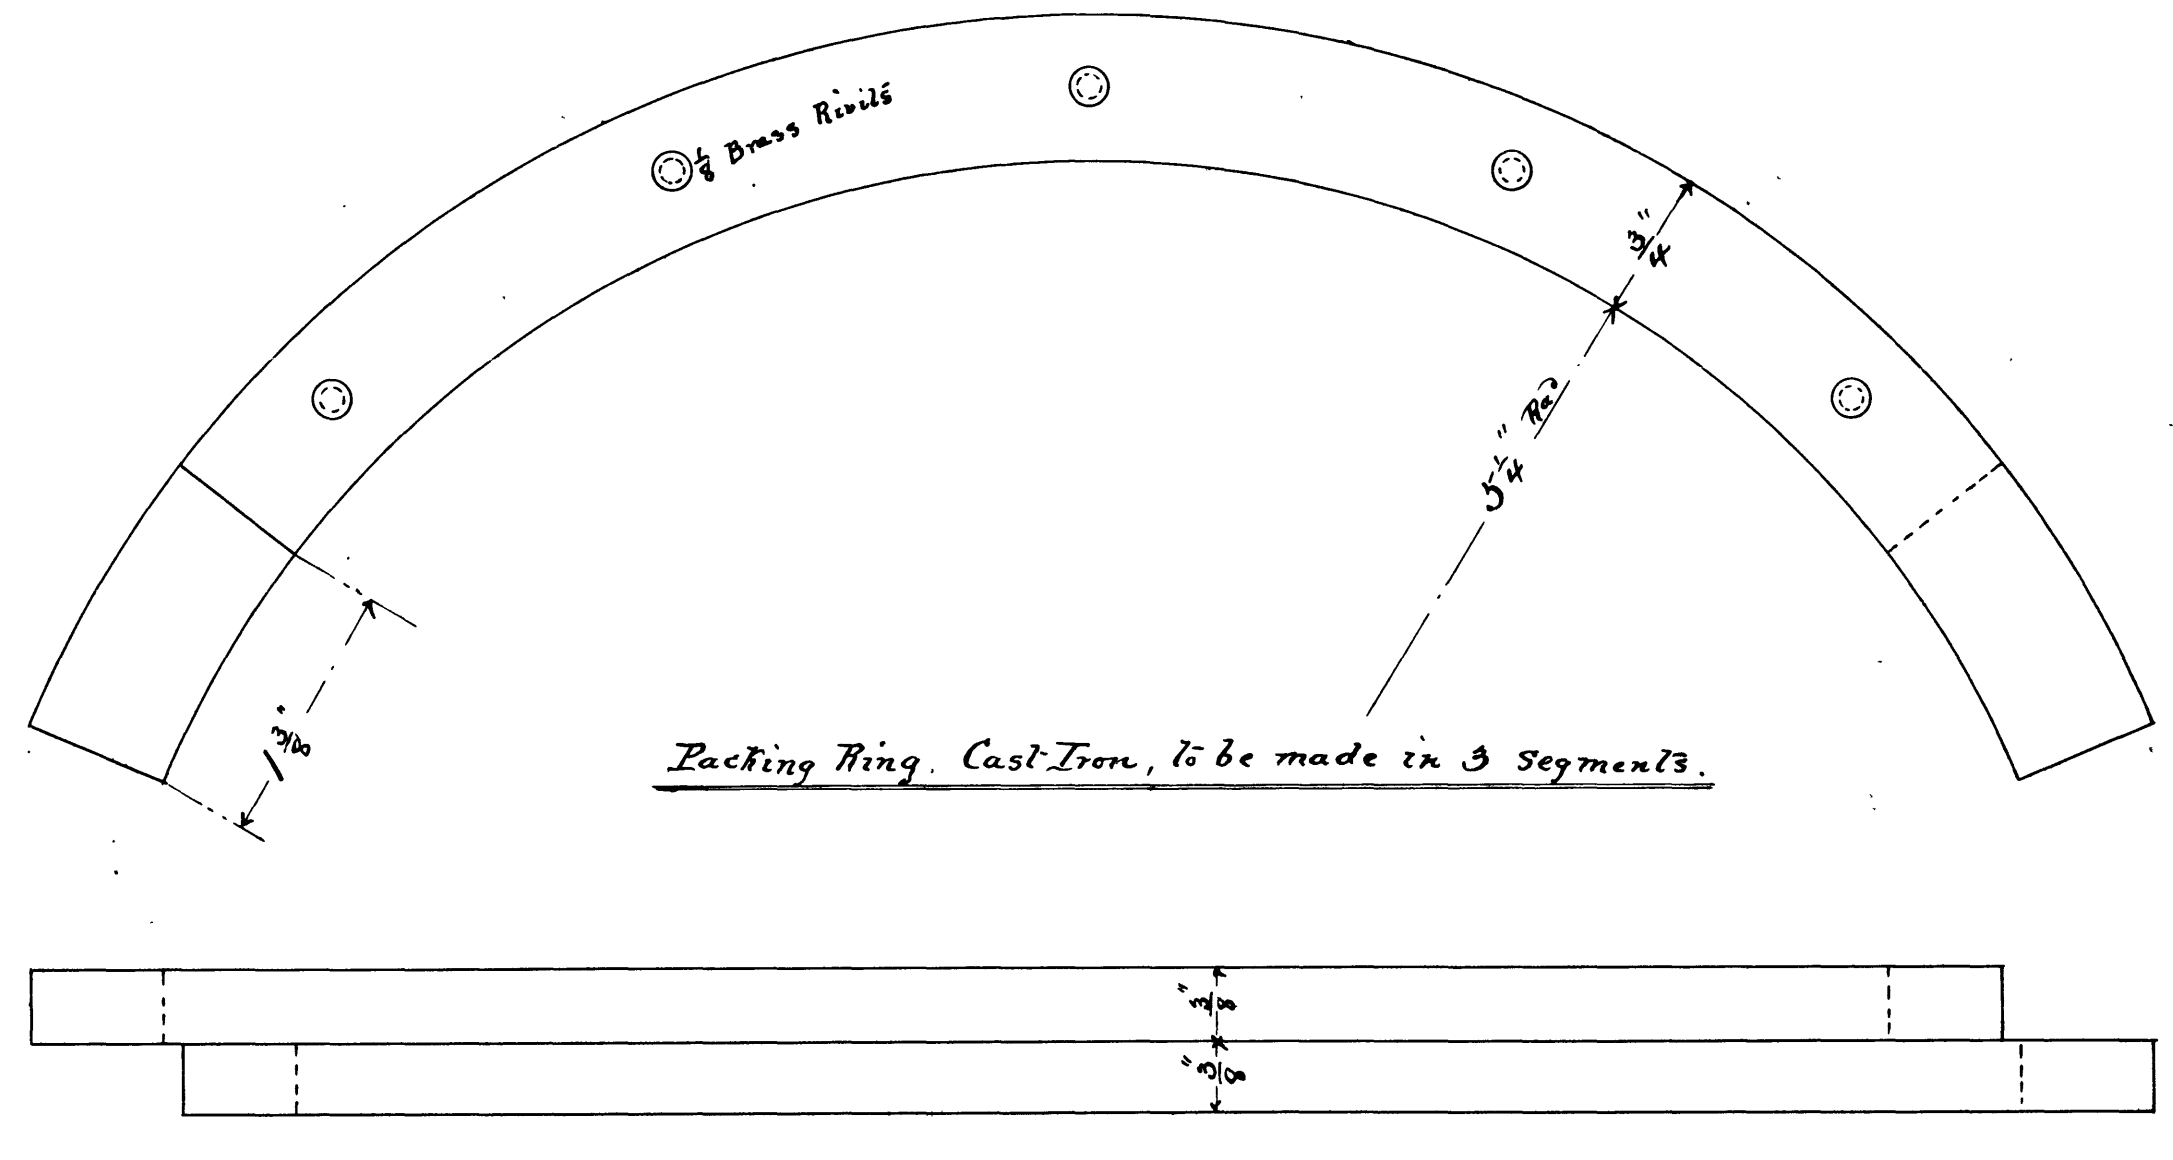 1/8 Brass Rivits
3/4"
5 1/4" Rad
1 3/8"
Packing Ring. Cast-Iron, to be made in 3 segments.
3/8"
3/8"